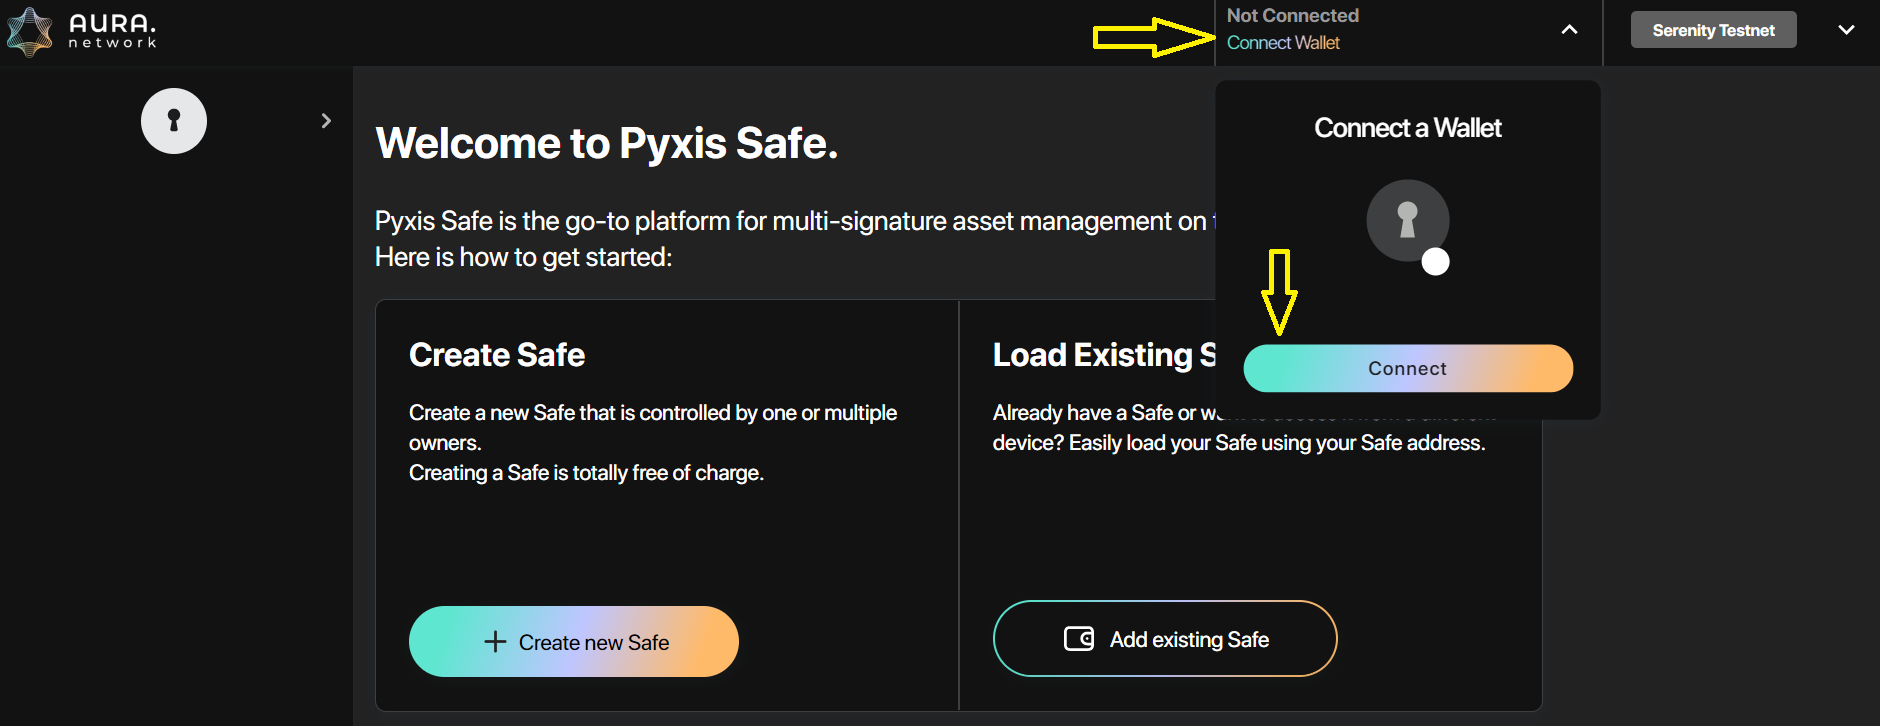 AURA.
network
Not Connected
Connect Wallet
Serenity Testnet
Connect a Wallet
Connect
Welcome to Pyxis Safe.
Pyxis Safe is the go-to platform for multi-signature asset management on
Here is how to get started:
Create Safe
Create a new Safe that is controlled by one or multiple
owners.
Creating a Safe is totally free of charge.
Create new Safe
Load Existing S
Already have a Safe or
device? Easily load your Safe using your Safe address.
Add existing Safe